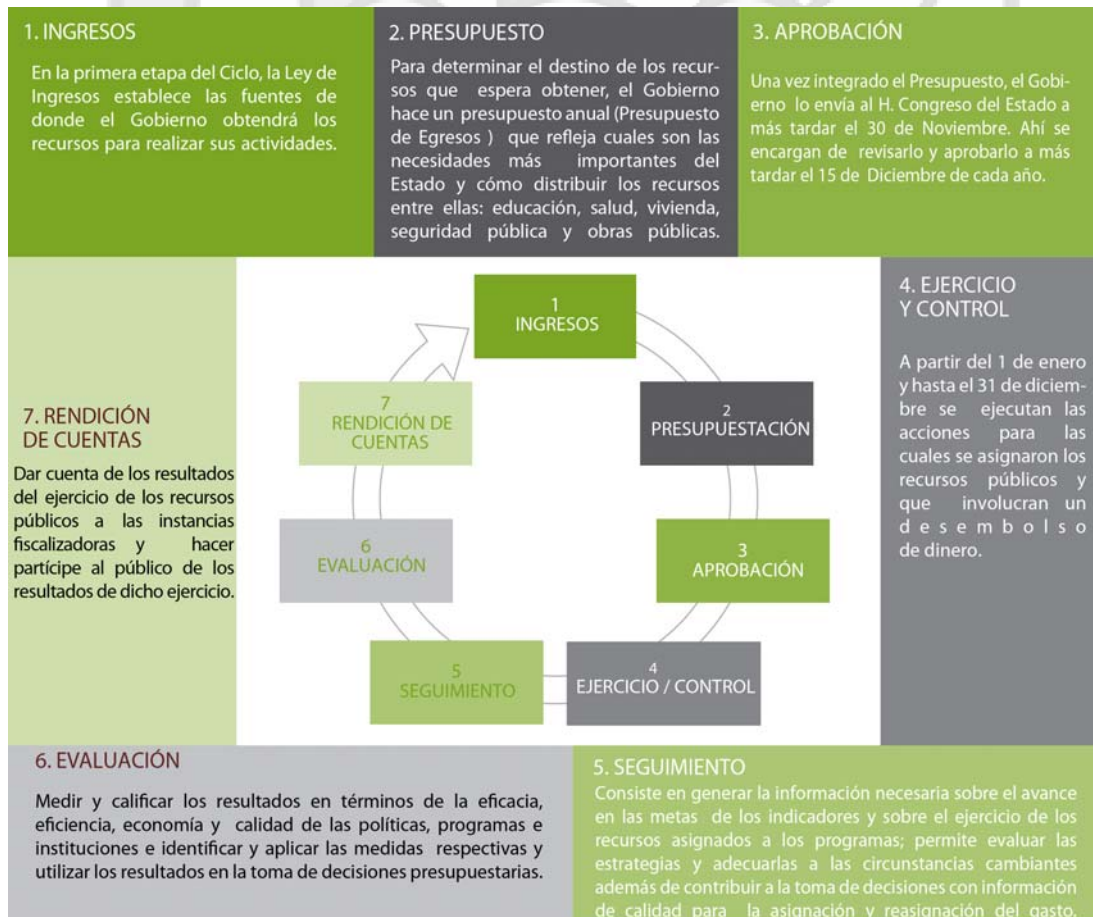 1. INGRESOS
En la primera etapa del Ciclo, la Ley de
Ingresos establece las fuentes de
donde el Gobierno obtendrá los
recursos para realizar sus actividades.
2. PRESUPUESTO
Para determinar el destino de los recur-
sos que espera obtener, el Gobierno
hace un presupuesto anual (Presupuesto
de Egresos ) que refleja cuales son las
necesidades más importantes del
Estado y cómo distribuir los recursos
entre ellas: educación, salud, vivienda,
seguridad pública y obras públicas.
3. APROBACIÓN
Una vez integrado el Presupuesto, el Gobi-
erno lo envía al H. Congreso del Estado a
más tardar el 30 de Noviembre. Ahí se
encargan de revisarlo y aprobarlo a más
tardar el 15 de Diciembre de cada año.
4. EJERCICIO
Y CONTROL
A partir del 1 de enero
y hasta el 31 de diciem-
bre se ejecutan las
acciones para las
cuales se asignaron los
recursos públicos y
que involucran un
desembolso
de dinero.
1
INGRESOS
2
PRESUPUESTACIÓN
3
APROBACIÓN
4
EJERCICIO / CONTROL
5
SEGUIMIENTO
6
EVALUACIÓN
7
RENDICIÓN DE
CUENTAS
7. RENDICIÓN
DE CUENTAS
Dar cuenta de los resultados
del ejercicio de los recursos
públicos a las instancias
fiscalizadoras y hacer
partícipe al público de los
resultados de dicho ejercicio.
6. EVALUACIÓN
Medir y calificar los resultados en términos de la eficacia,
eficiencia, economía y calidad de las políticas, programas e
instituciones e identificar y aplicar las medidas respectivas y
utilizar los resultados en la toma de decisiones presupuestarias.
5. SEGUIMIENTO
Consiste en generar la información necesaria sobre el avance
en las metas de los indicadores y sobre el ejercicio de los
recursos asignados a los programas; permite evaluar las
estrategias y adecuarlas a las circunstancias cambiantes
además de contribuir a la toma de decisiones con información
de calidad para la asignación y reasignación del gasto.